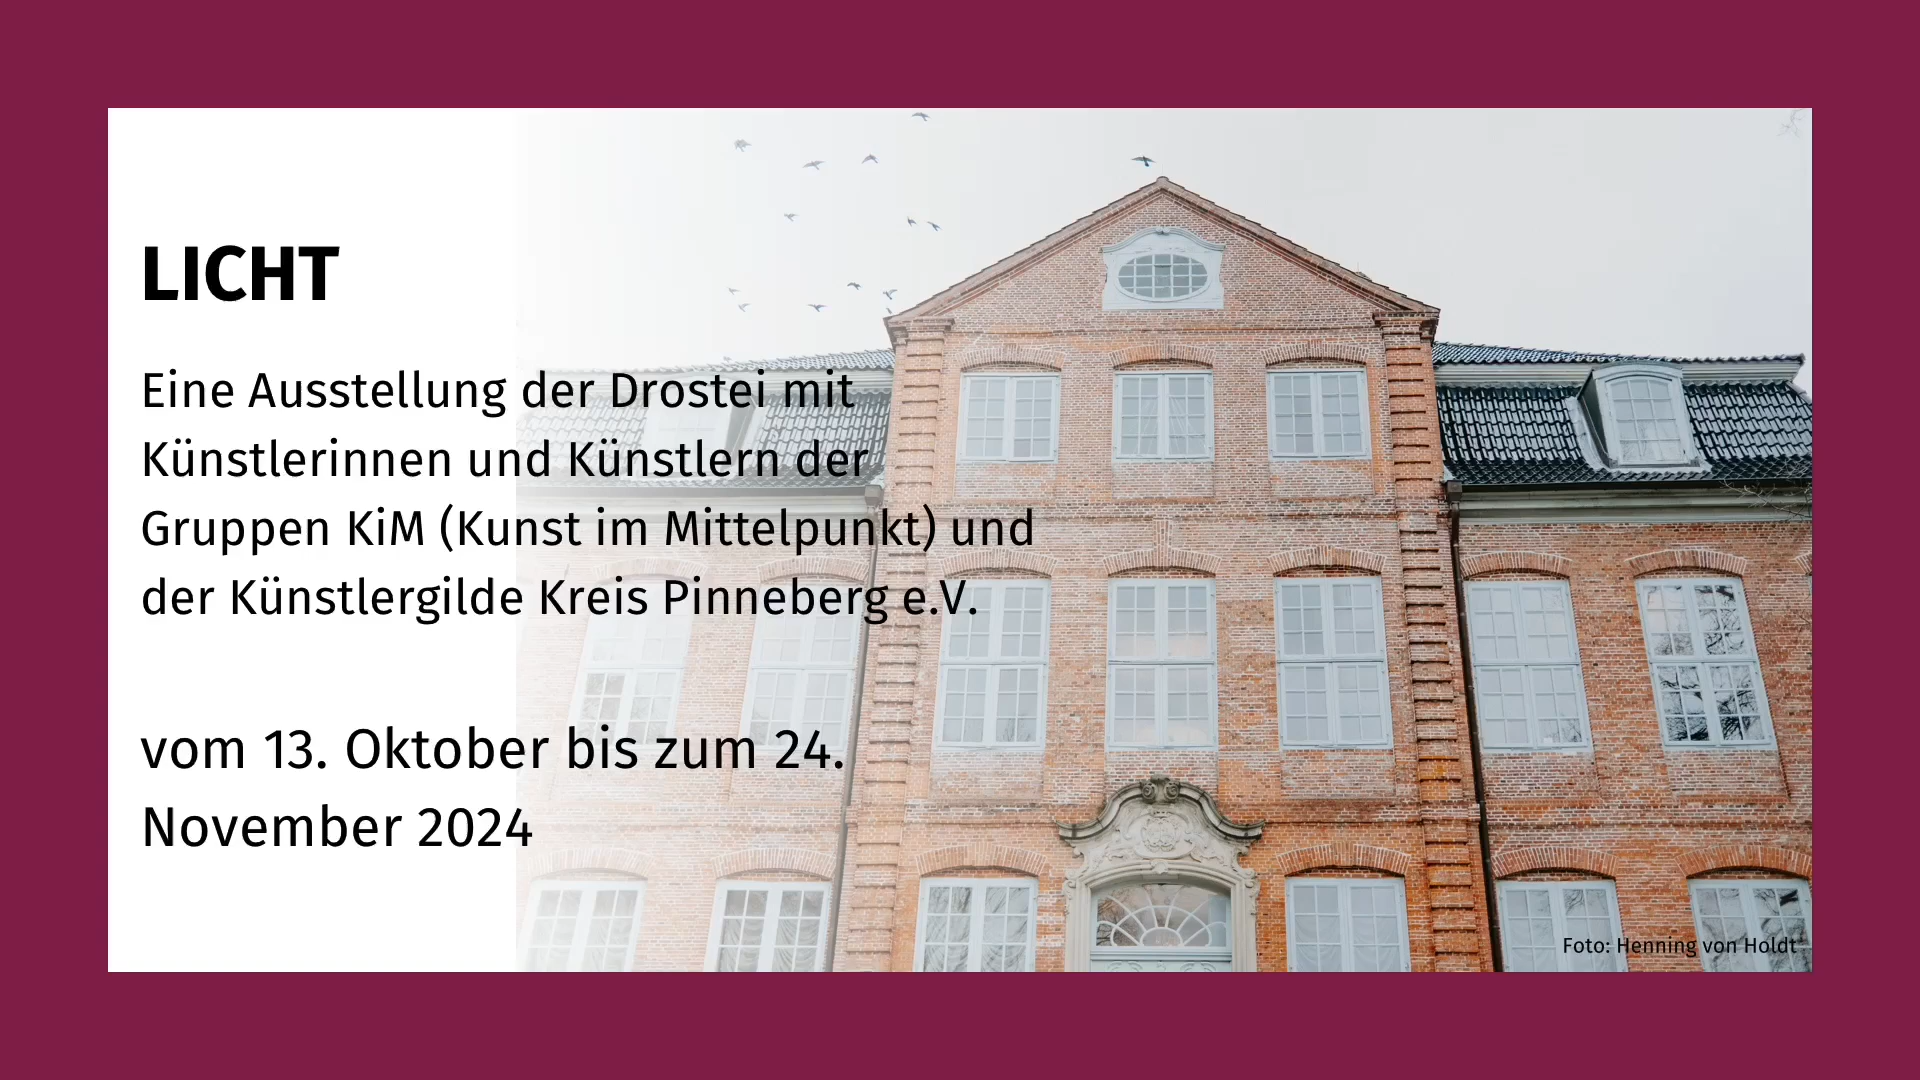 LICHT
Eine Ausstellung der Drostei mit
Künstlerinnen und Künstlern der
Gruppen KiM (Kunst im Mittelpunkt) und
der Künstlergilde Kreis Pinneberg e.V.
vom 13. Oktober bis zum 24.
November 2024
Foto: Henning von Holdt